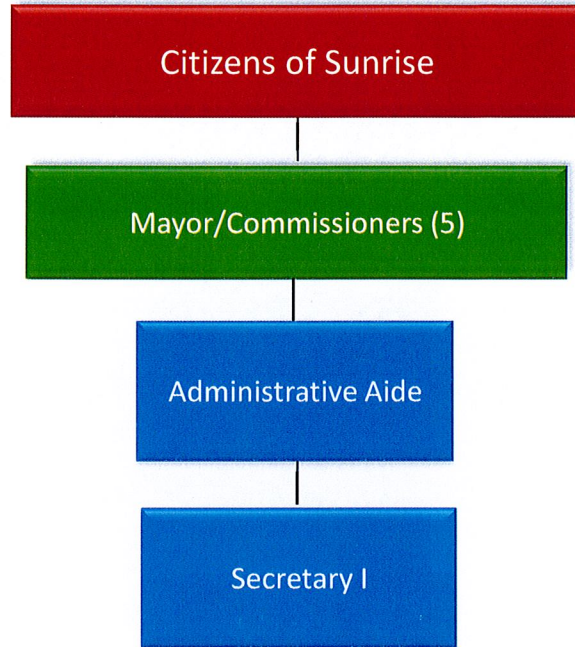 Citizens of Sunrise
Mayor/Commissioners (5)
Administrative Aide
Secretary I